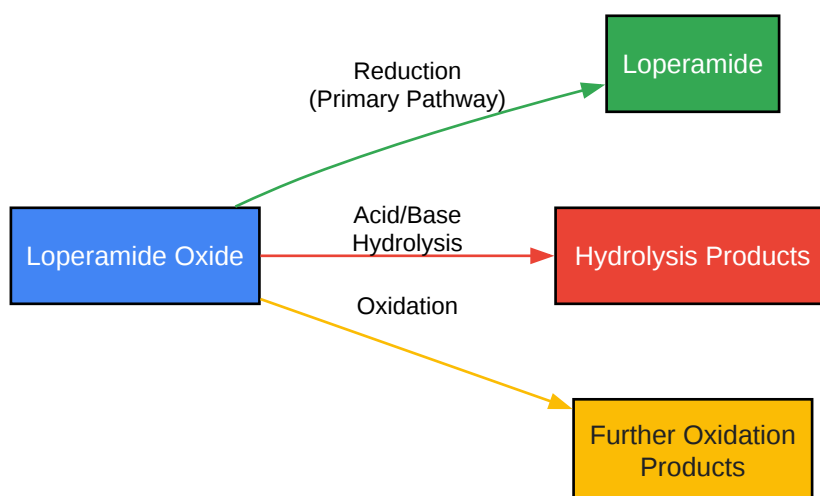 Loperamide
Reduction
(Primary Pathway)
Loperamide Oxide
Acid/Base
Hydrolysis
Hydrolysis Products
Oxidation
Further Oxidation
Products